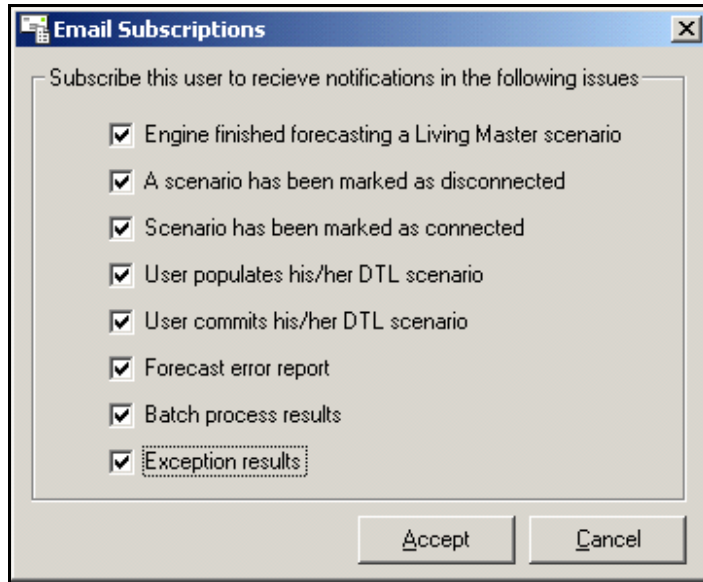 Email Subscriptions
Subscribe this user to recieve notifications in the following issues
Engine finished forecasting a Living Master scenario
A scenario has been marked as disconnected
Scenario has been marked as connected
User populates his/her DTL scenario
User commits his/her DTL scenario
Forecast error report
Batch process results
Exception results
Accept
Cancel